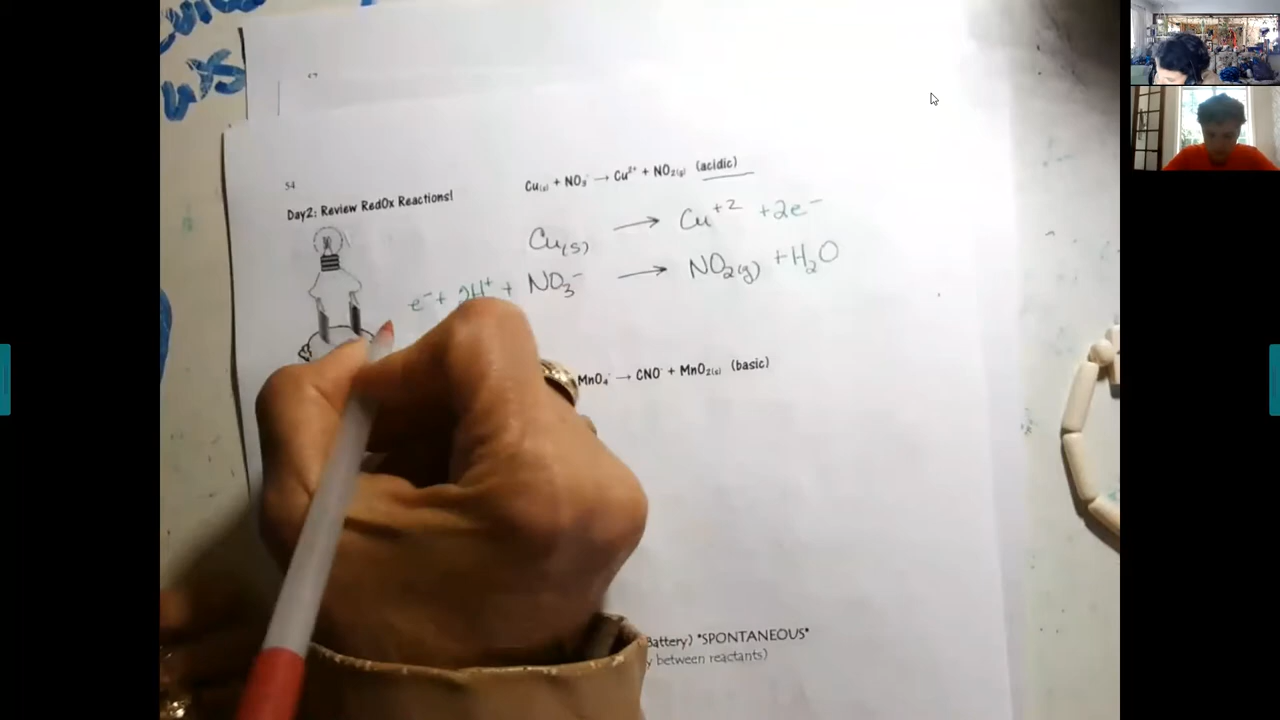 54
Day2: Review RedOx Reactions!
Cu(s) + NO₃⁻ → Cu²⁺ + NO₂(g) (acidic)
Cu(s) → Cu⁺² + 2e⁻
e⁻ + 2H⁺ + NO₃⁻ → NO₂(g) + H₂O
MnO₄⁻ → CNO⁻ + MnO₂(s) (basic)
Battery) *SPONTANEOUS*
between reactants)